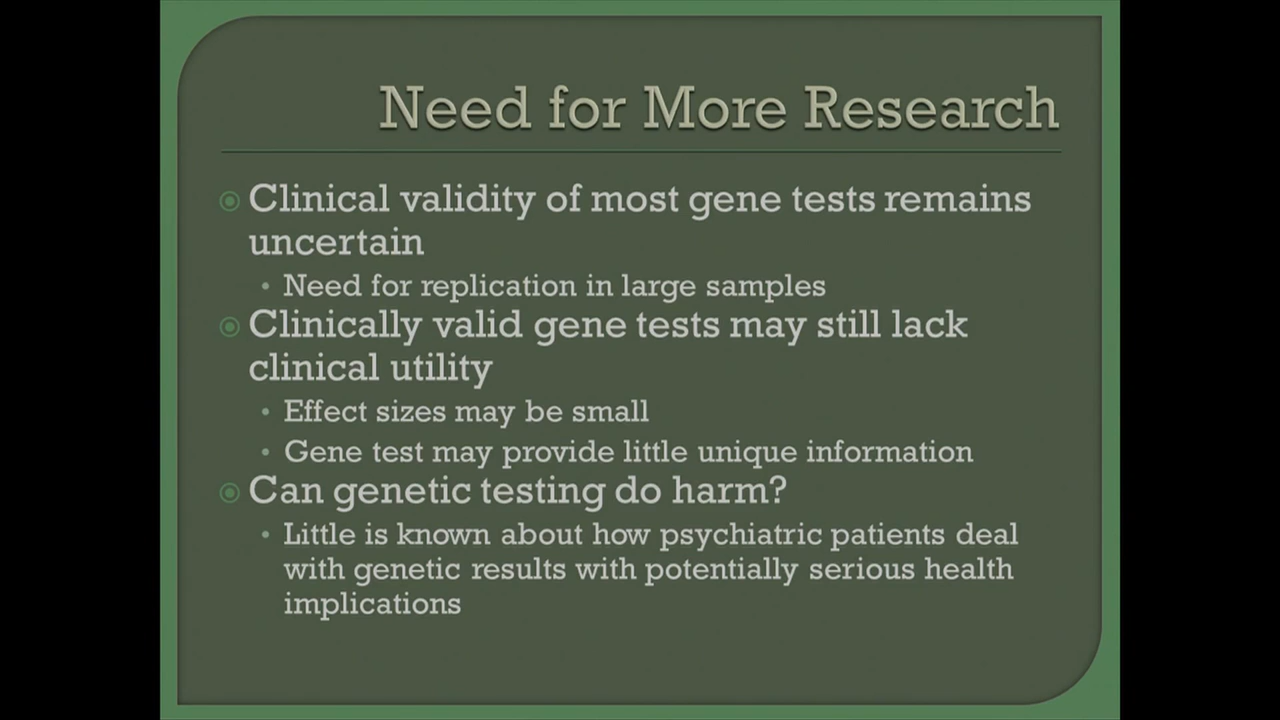 Need for More Research
Clinical validity of most gene tests remains
uncertain
Need for replication in large samples
Clinically valid gene tests may still lack
clinical utility
Effect sizes may be small
Gene test may provide little unique information
Can genetic testing do harm?
Little is known about how psychiatric patients deal
with genetic results with potentially serious health
implications